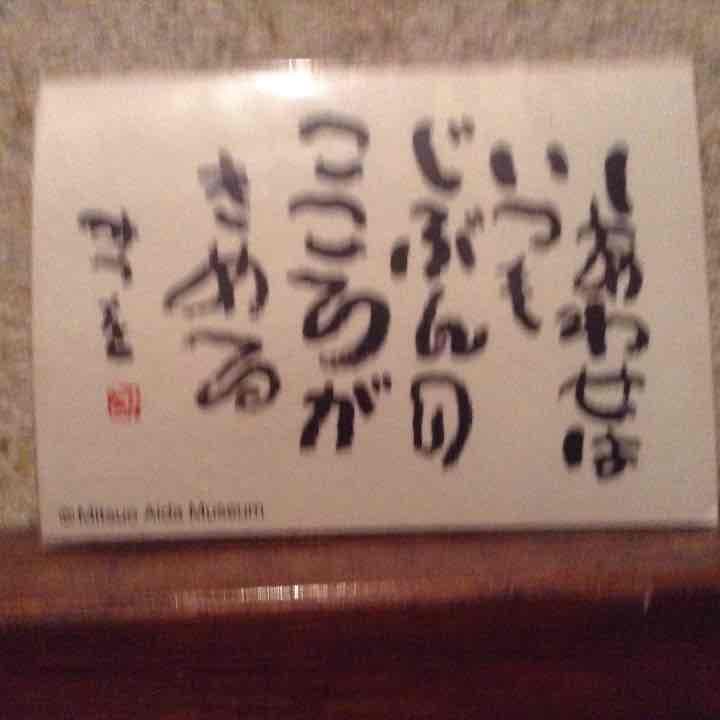 しあわせは
いつも
じぶんの
こころが
きめる
みつを
©Mitsuo Aida Museum